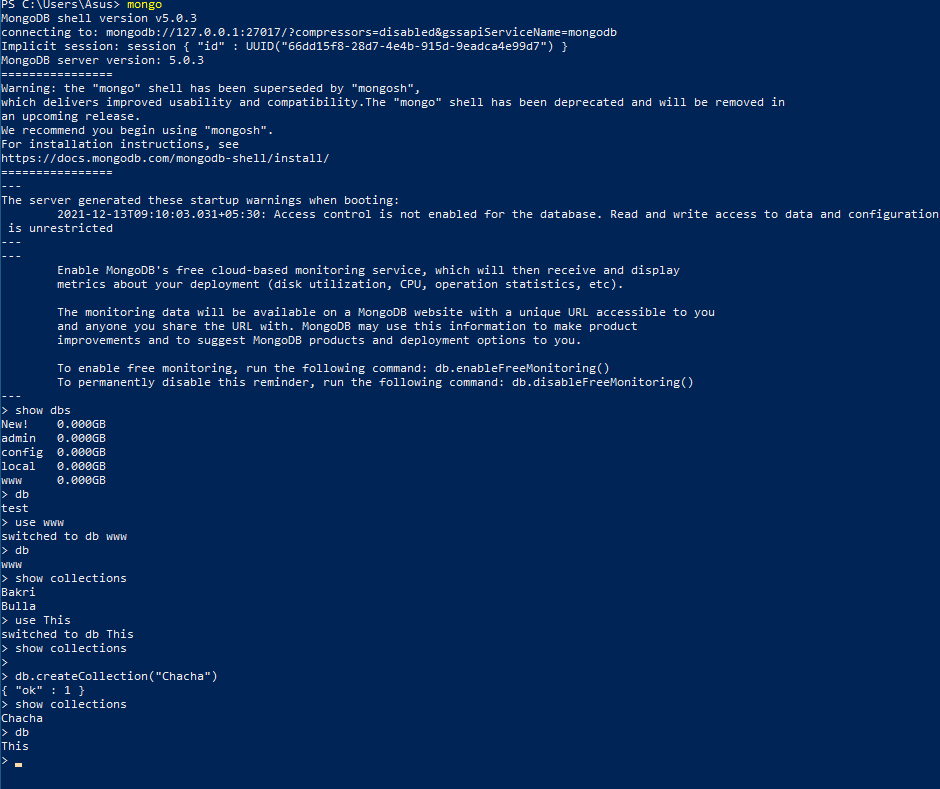 PS C:\Users\Asus> mongo
MongoDB shell version v5.0.3
connecting to: mongodb://127.0.0.1:27017/?compressors=disabled&gssapiServiceName=mongodb
Implicit session: session { "id" : UUID("66dd15f8-28d7-4e4b-915d-9eadca4e99d7") }
MongoDB server version: 5.0.3
================
Warning: the "mongo" shell has been superseded by "mongosh",
which delivers improved usability and compatibility.The "mongo" shell has been deprecated and will be removed in
an upcoming release.
We recommend you begin using "mongosh".
For installation instructions, see
https://docs.mongodb.com/mongodb-shell/install/
================
---
The server generated these startup warnings when booting:
        2021-12-13T09:10:03.031+05:30: Access control is not enabled for the database. Read and write access to data and configuration
 is unrestricted
---
---
        Enable MongoDB's free cloud-based monitoring service, which will then receive and display
        metrics about your deployment (disk utilization, CPU, operation statistics, etc).

        The monitoring data will be available on a MongoDB website with a unique URL accessible to you
        and anyone you share the URL with. MongoDB may use this information to make product
        improvements and to suggest MongoDB products and deployment options to you.

        To enable free monitoring, run the following command: db.enableFreeMonitoring()
        To permanently disable this reminder, run the following command: db.disableFreeMonitoring()
---
> show dbs
New!    0.000GB
admin   0.000GB
config  0.000GB
local   0.000GB
www     0.000GB
> db
test
> use www
switched to db www
> db
www
> show collections
Bakri
Bulla
> use This
switched to db This
> show collections
>
> db.createCollection("Chacha")
{ "ok" : 1 }
> show collections
Chacha
> db
This
>